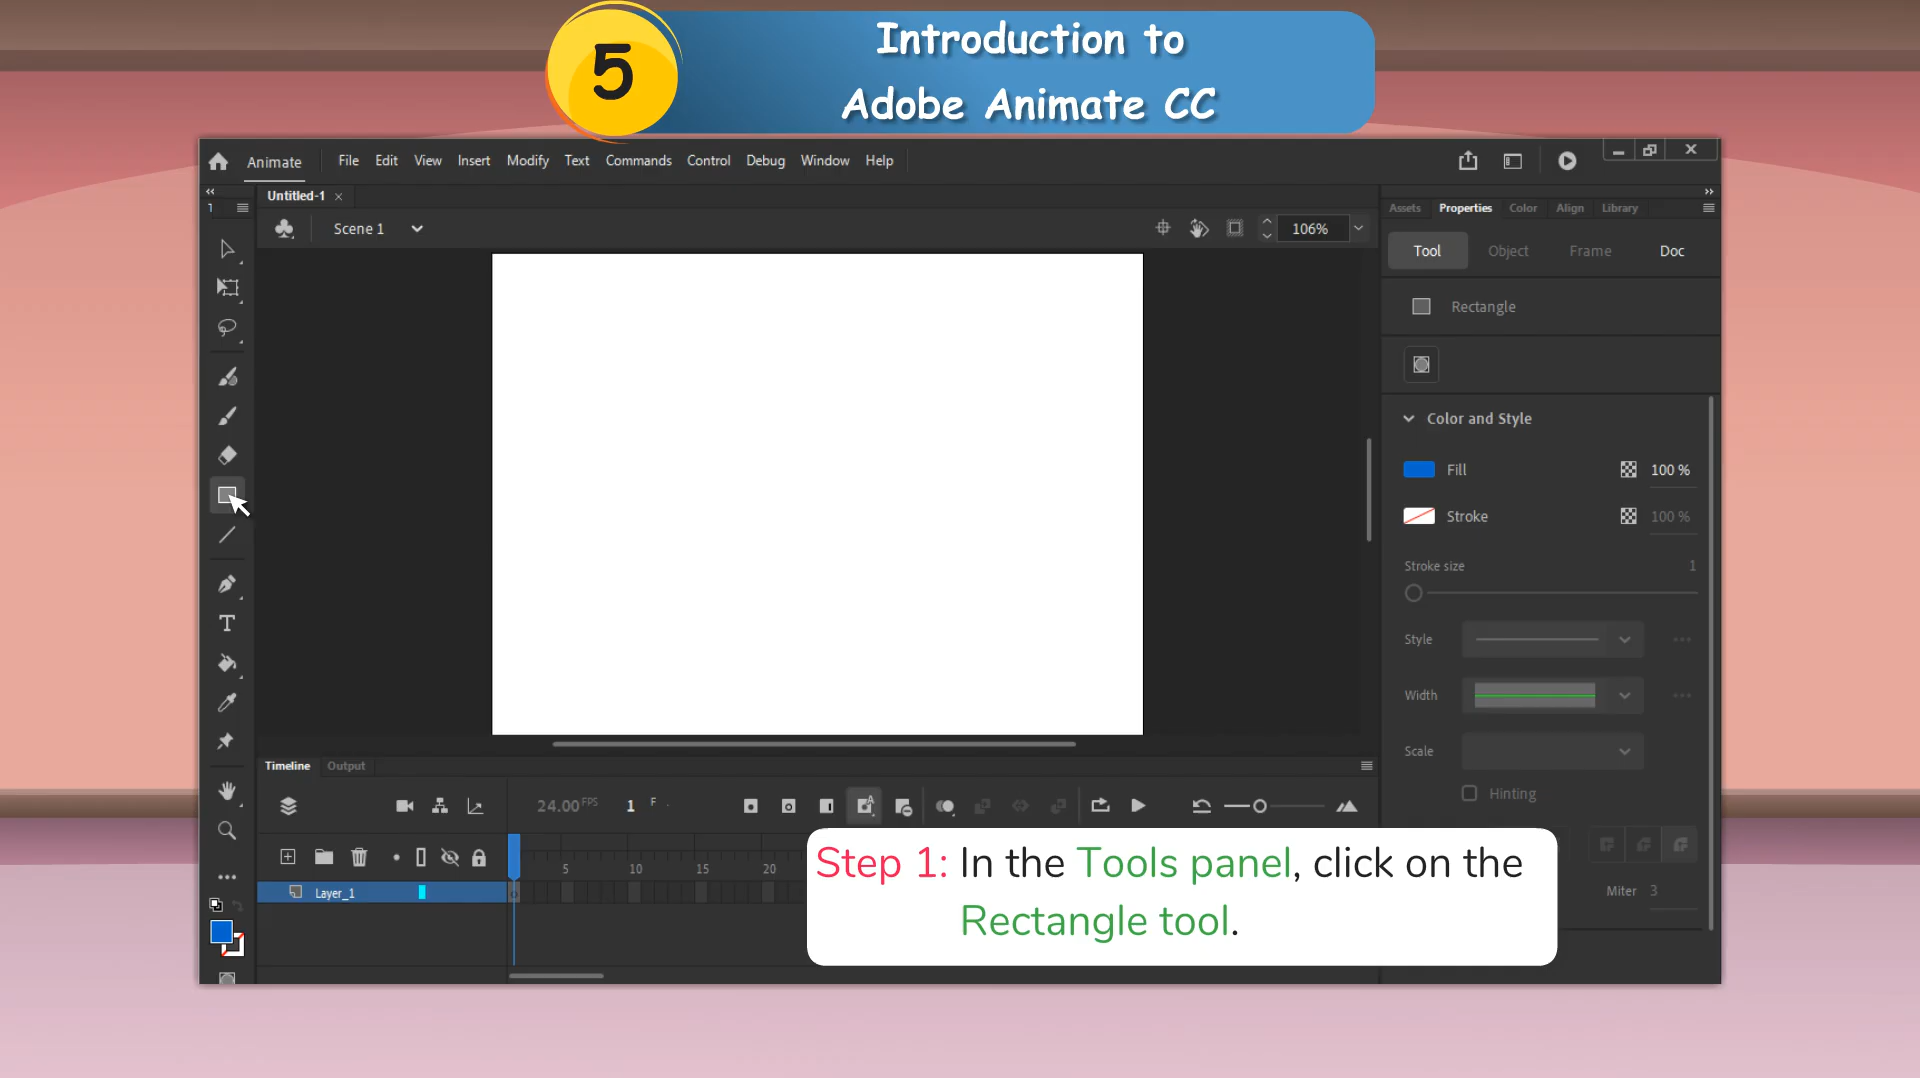 5
Introduction to
Adobe Animate CC
Animate File Edit View Insert Modify Text Commands Control Debug Window Help
Untitled-1
Assets Properties Color Align Library
Scene 1
106%
Tool Object Frame Doc
Rectangle
Color and Style
Fill 100 %
Stroke 100 %
Stroke size 1
Style
Width
Scale
Hinting
Miter 3
Timeline Output
24.00 FPS 1 F
5 10 15 20
Layer_1
Step 1: In the Tools panel, click on the
Rectangle tool.